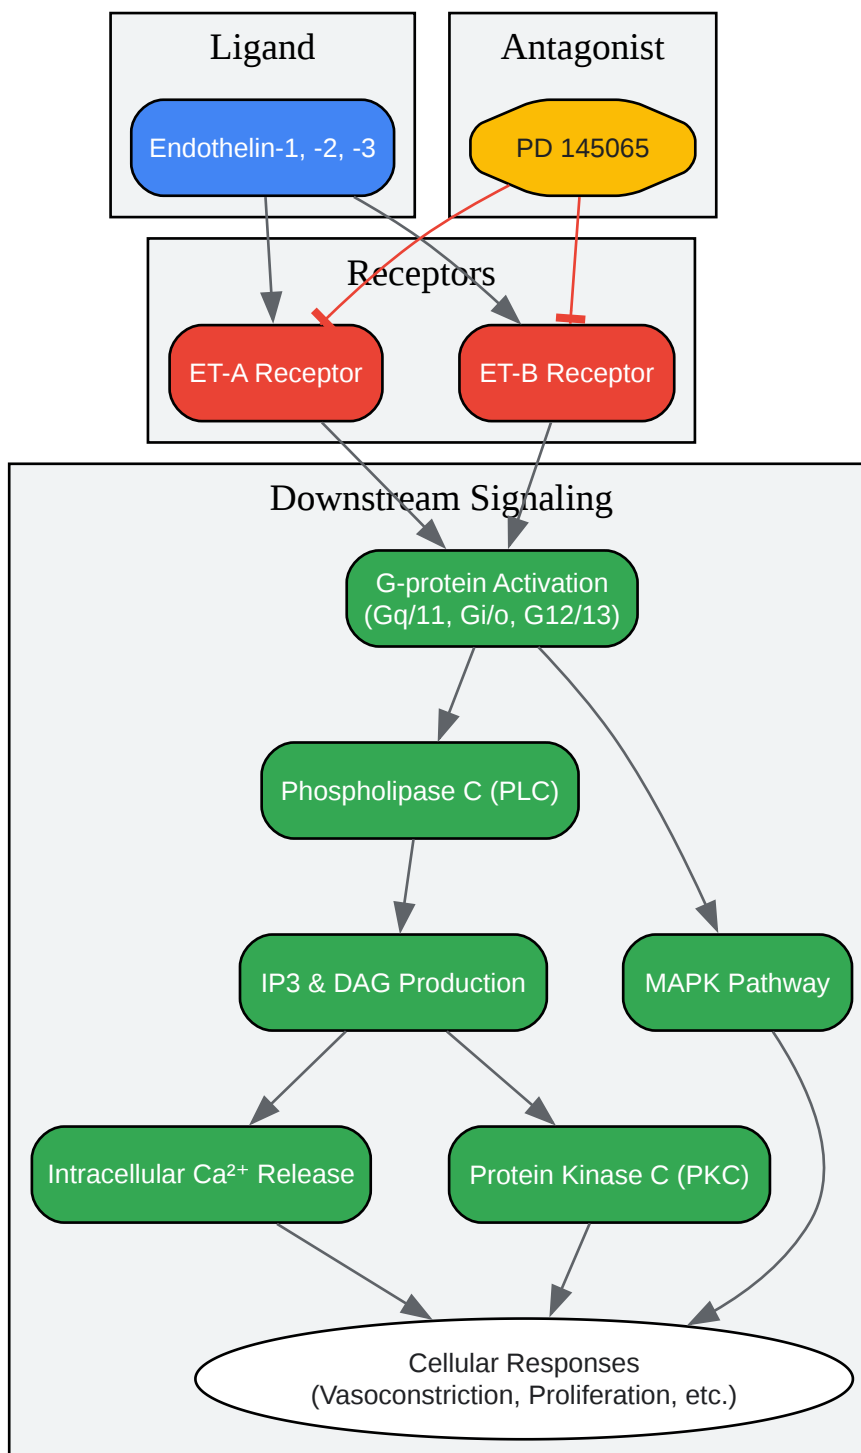 Ligand
Antagonist
Endothelin-1, -2, -3
PD 145065
Receptors
ET-A Receptor
ET-B Receptor
Downstream Signaling
G-protein Activation
(Gq/11, Gi/o, G12/13)
Phospholipase C (PLC)
IP3 & DAG Production
MAPK Pathway
Intracellular Ca²⁺ Release
Protein Kinase C (PKC)
Cellular Responses
(Vasoconstriction, Proliferation, etc.)